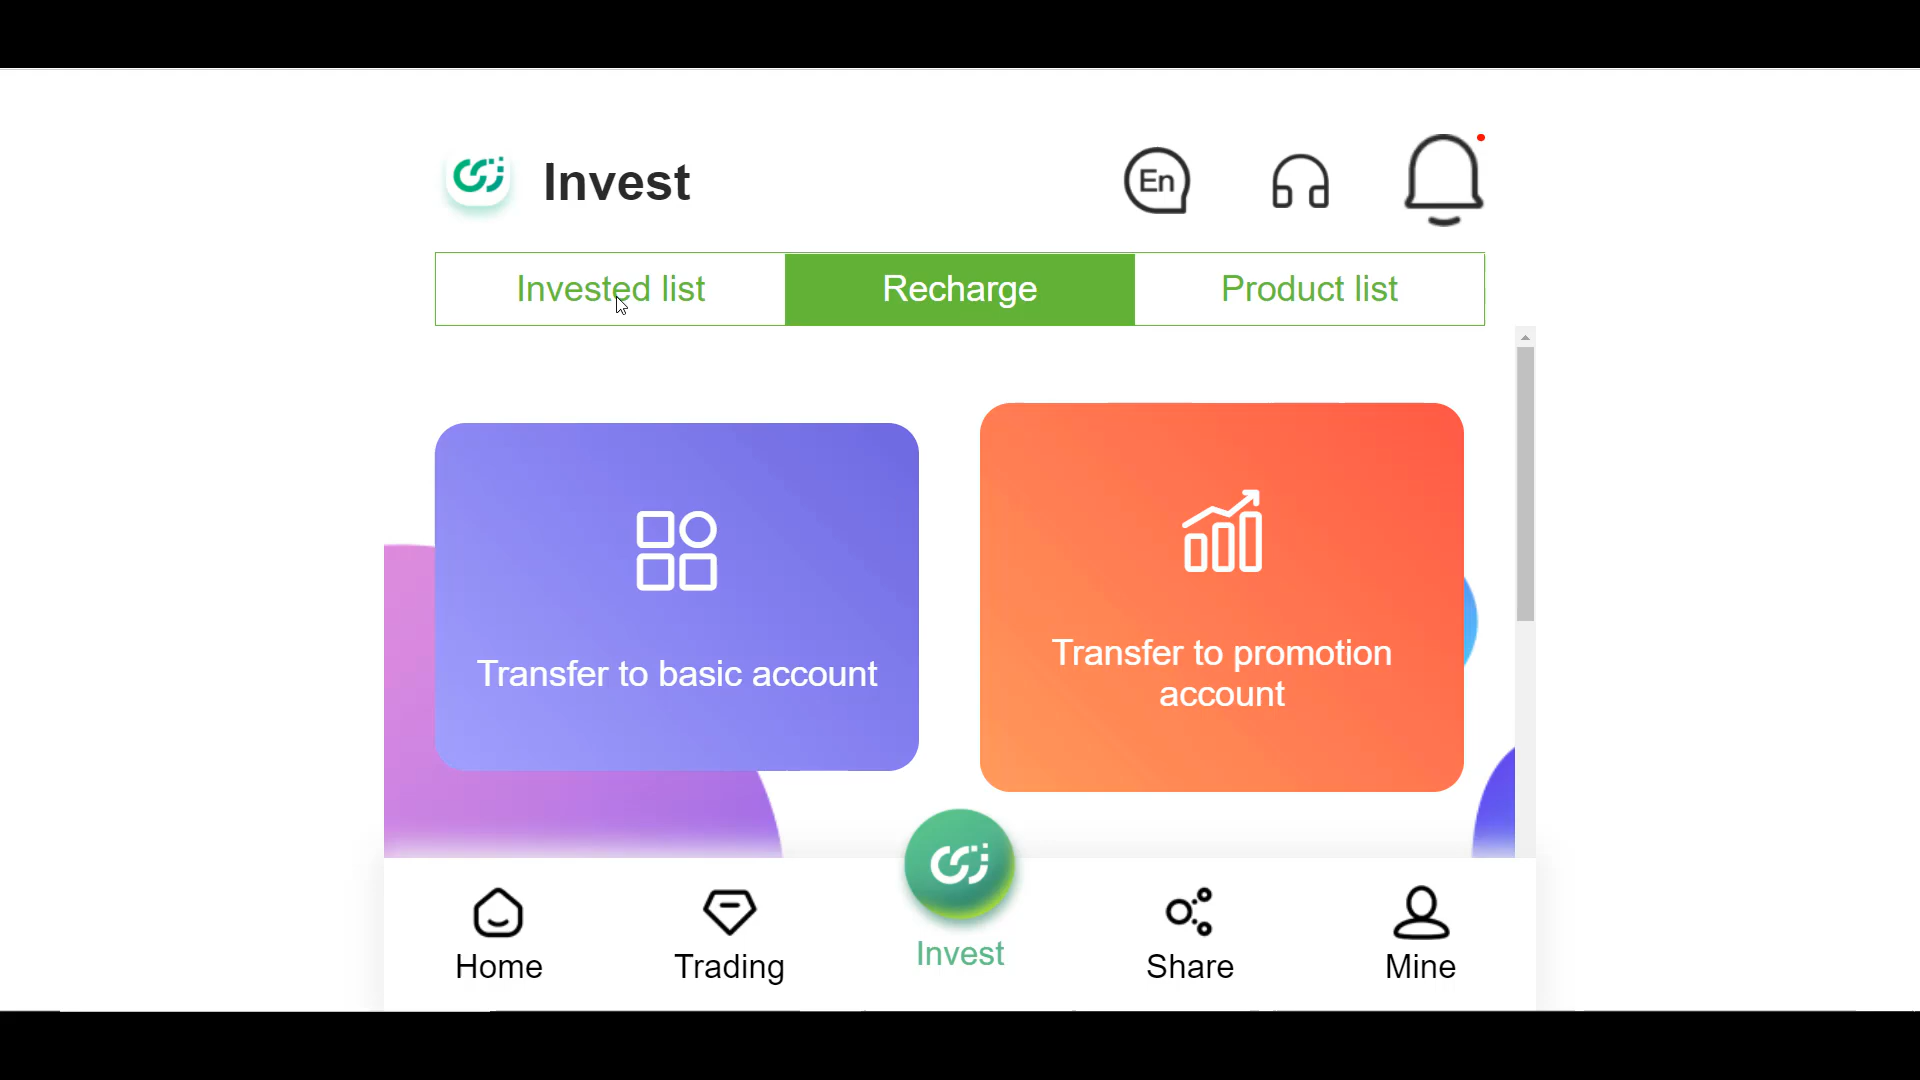 Invest
En
Invested list
Recharge
Product list
Transfer to basic account
Transfer to promotion
account
Home
Trading
Invest
Share
Mine